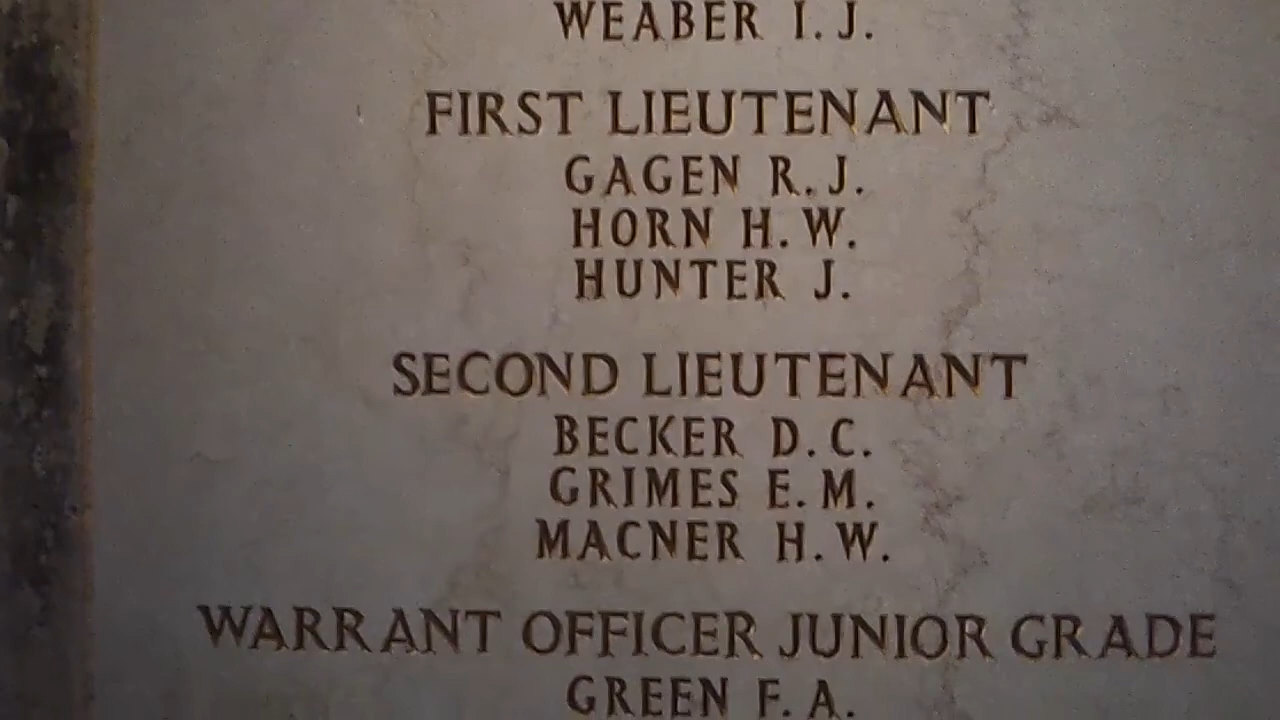 WEABER I. J.
FIRST LIEUTENANT
GAGEN R. J.
HORN H. W.
HUNTER J.
SECOND LIEUTENANT
BECKER D. C.
GRIMES E. M.
MACNER H. W.
WARRANT OFFICER JUNIOR GRADE
GREEN F. A.